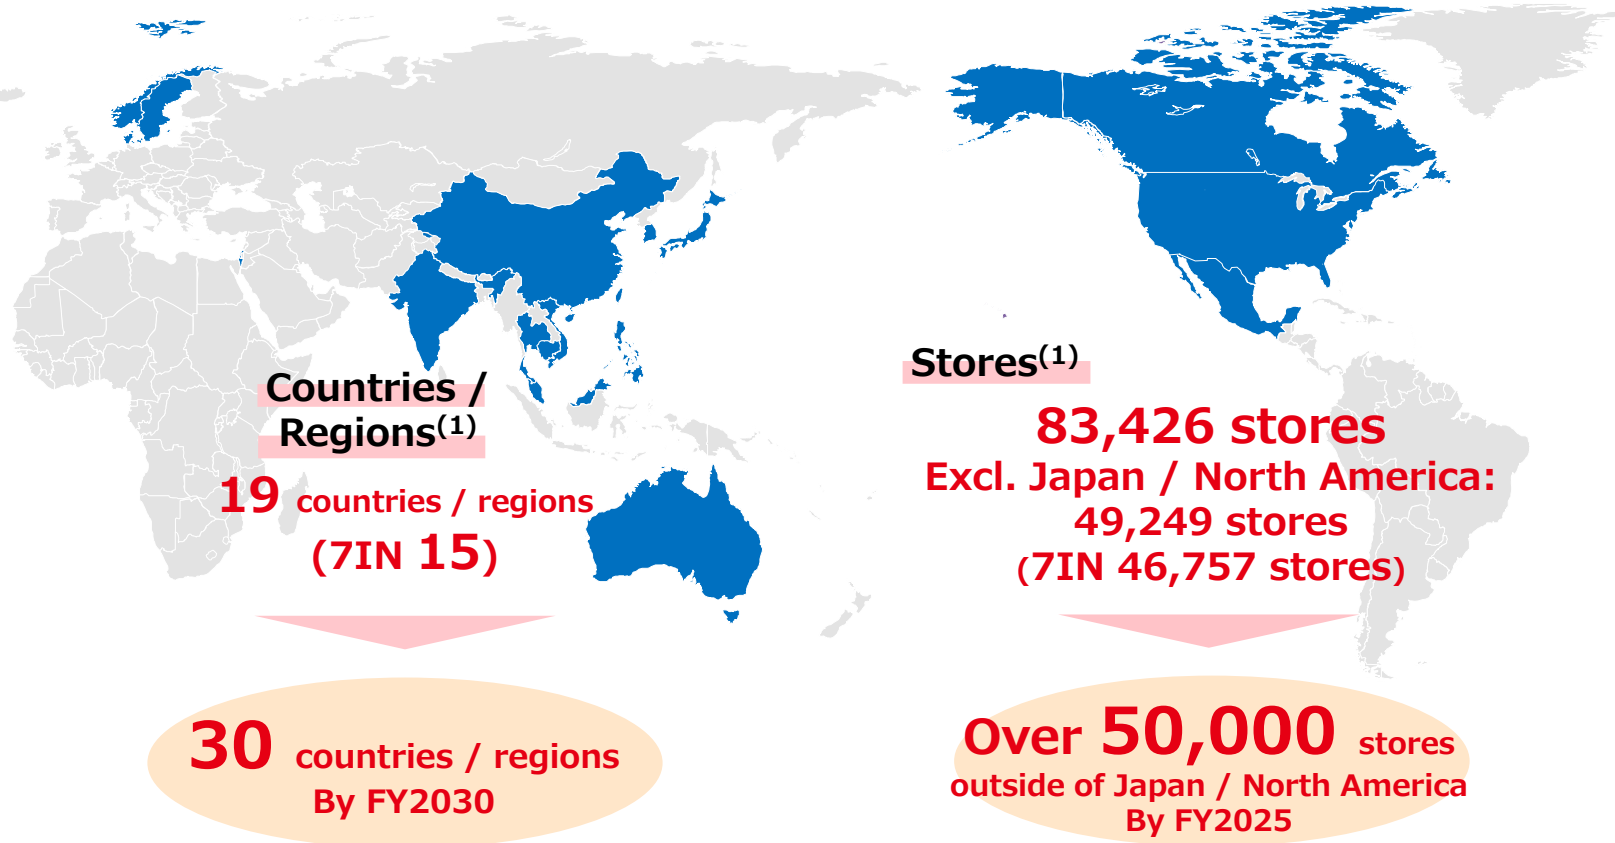 Countries /
Regions(1)
19 countries / regions
(7IN 15)
30 countries / regions
By FY2030
Stores(1)
83,426 stores
Excl. Japan / North America:
49,249 stores
(7IN 46,757 stores)
Over 50,000 stores
outside of Japan / North America
By FY2025